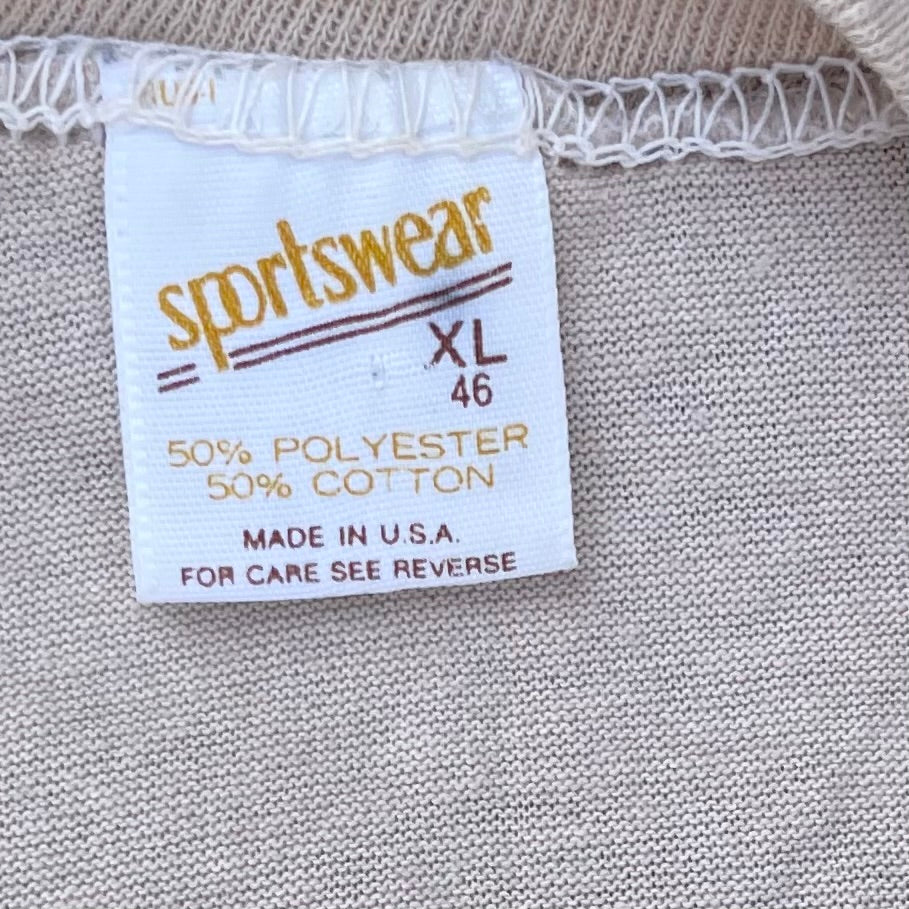 sportswear
XL
46
50% POLYESTER
50% COTTON
MADE IN U.S.A.
FOR CARE SEE REVERSE